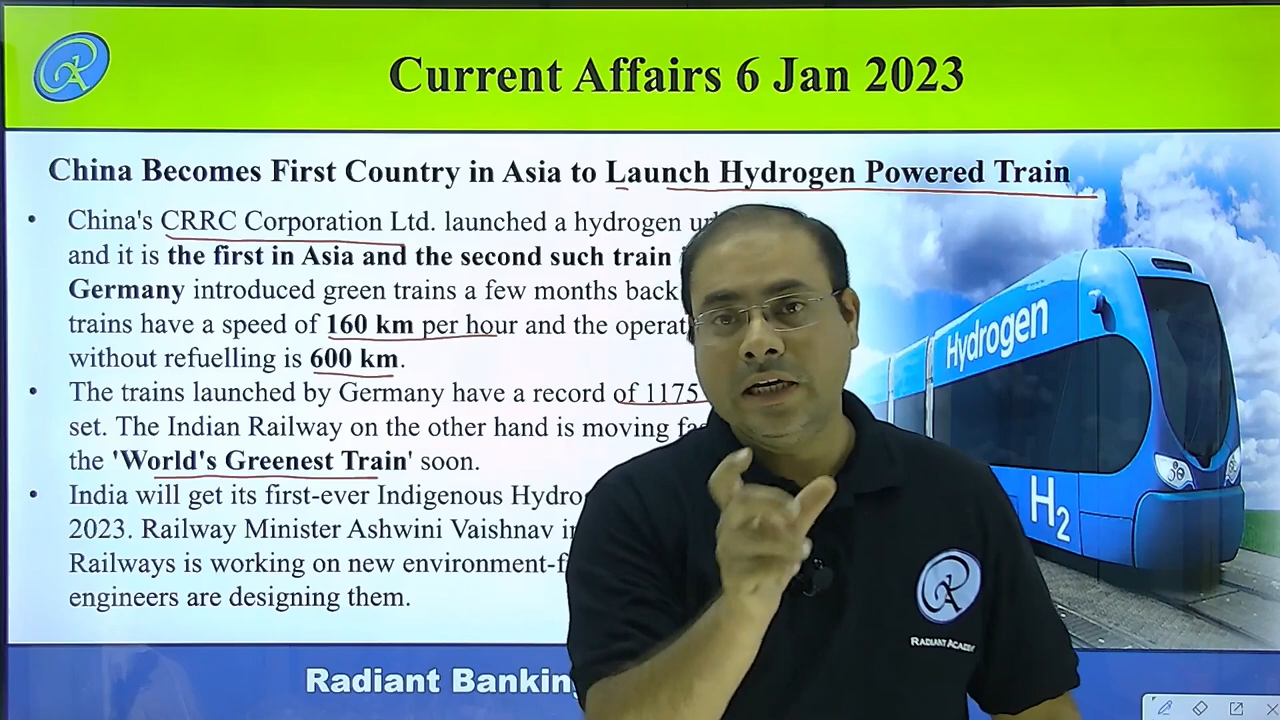 Current Affairs 6 Jan 2023
China Becomes First Country in Asia to Launch Hydrogen Powered Train
• China's CRRC Corporation Ltd. launched a hydrogen
and it is the first in Asia and the second such train
Germany introduced green trains a few months back
trains have a speed of 160 km per hour and the
without refuelling is 600 km.
• The trains launched by Germany have a record of 1175
set. The Indian Railway on the other hand is moving
the 'World's Greenest Train' soon.
• India will get its first-ever Indigenous
2023. Railway Minister Ashwini Vaishnav
Railways is working on new
engineers are designing them.
Hydrogen
H2
Radiant
RADIANT